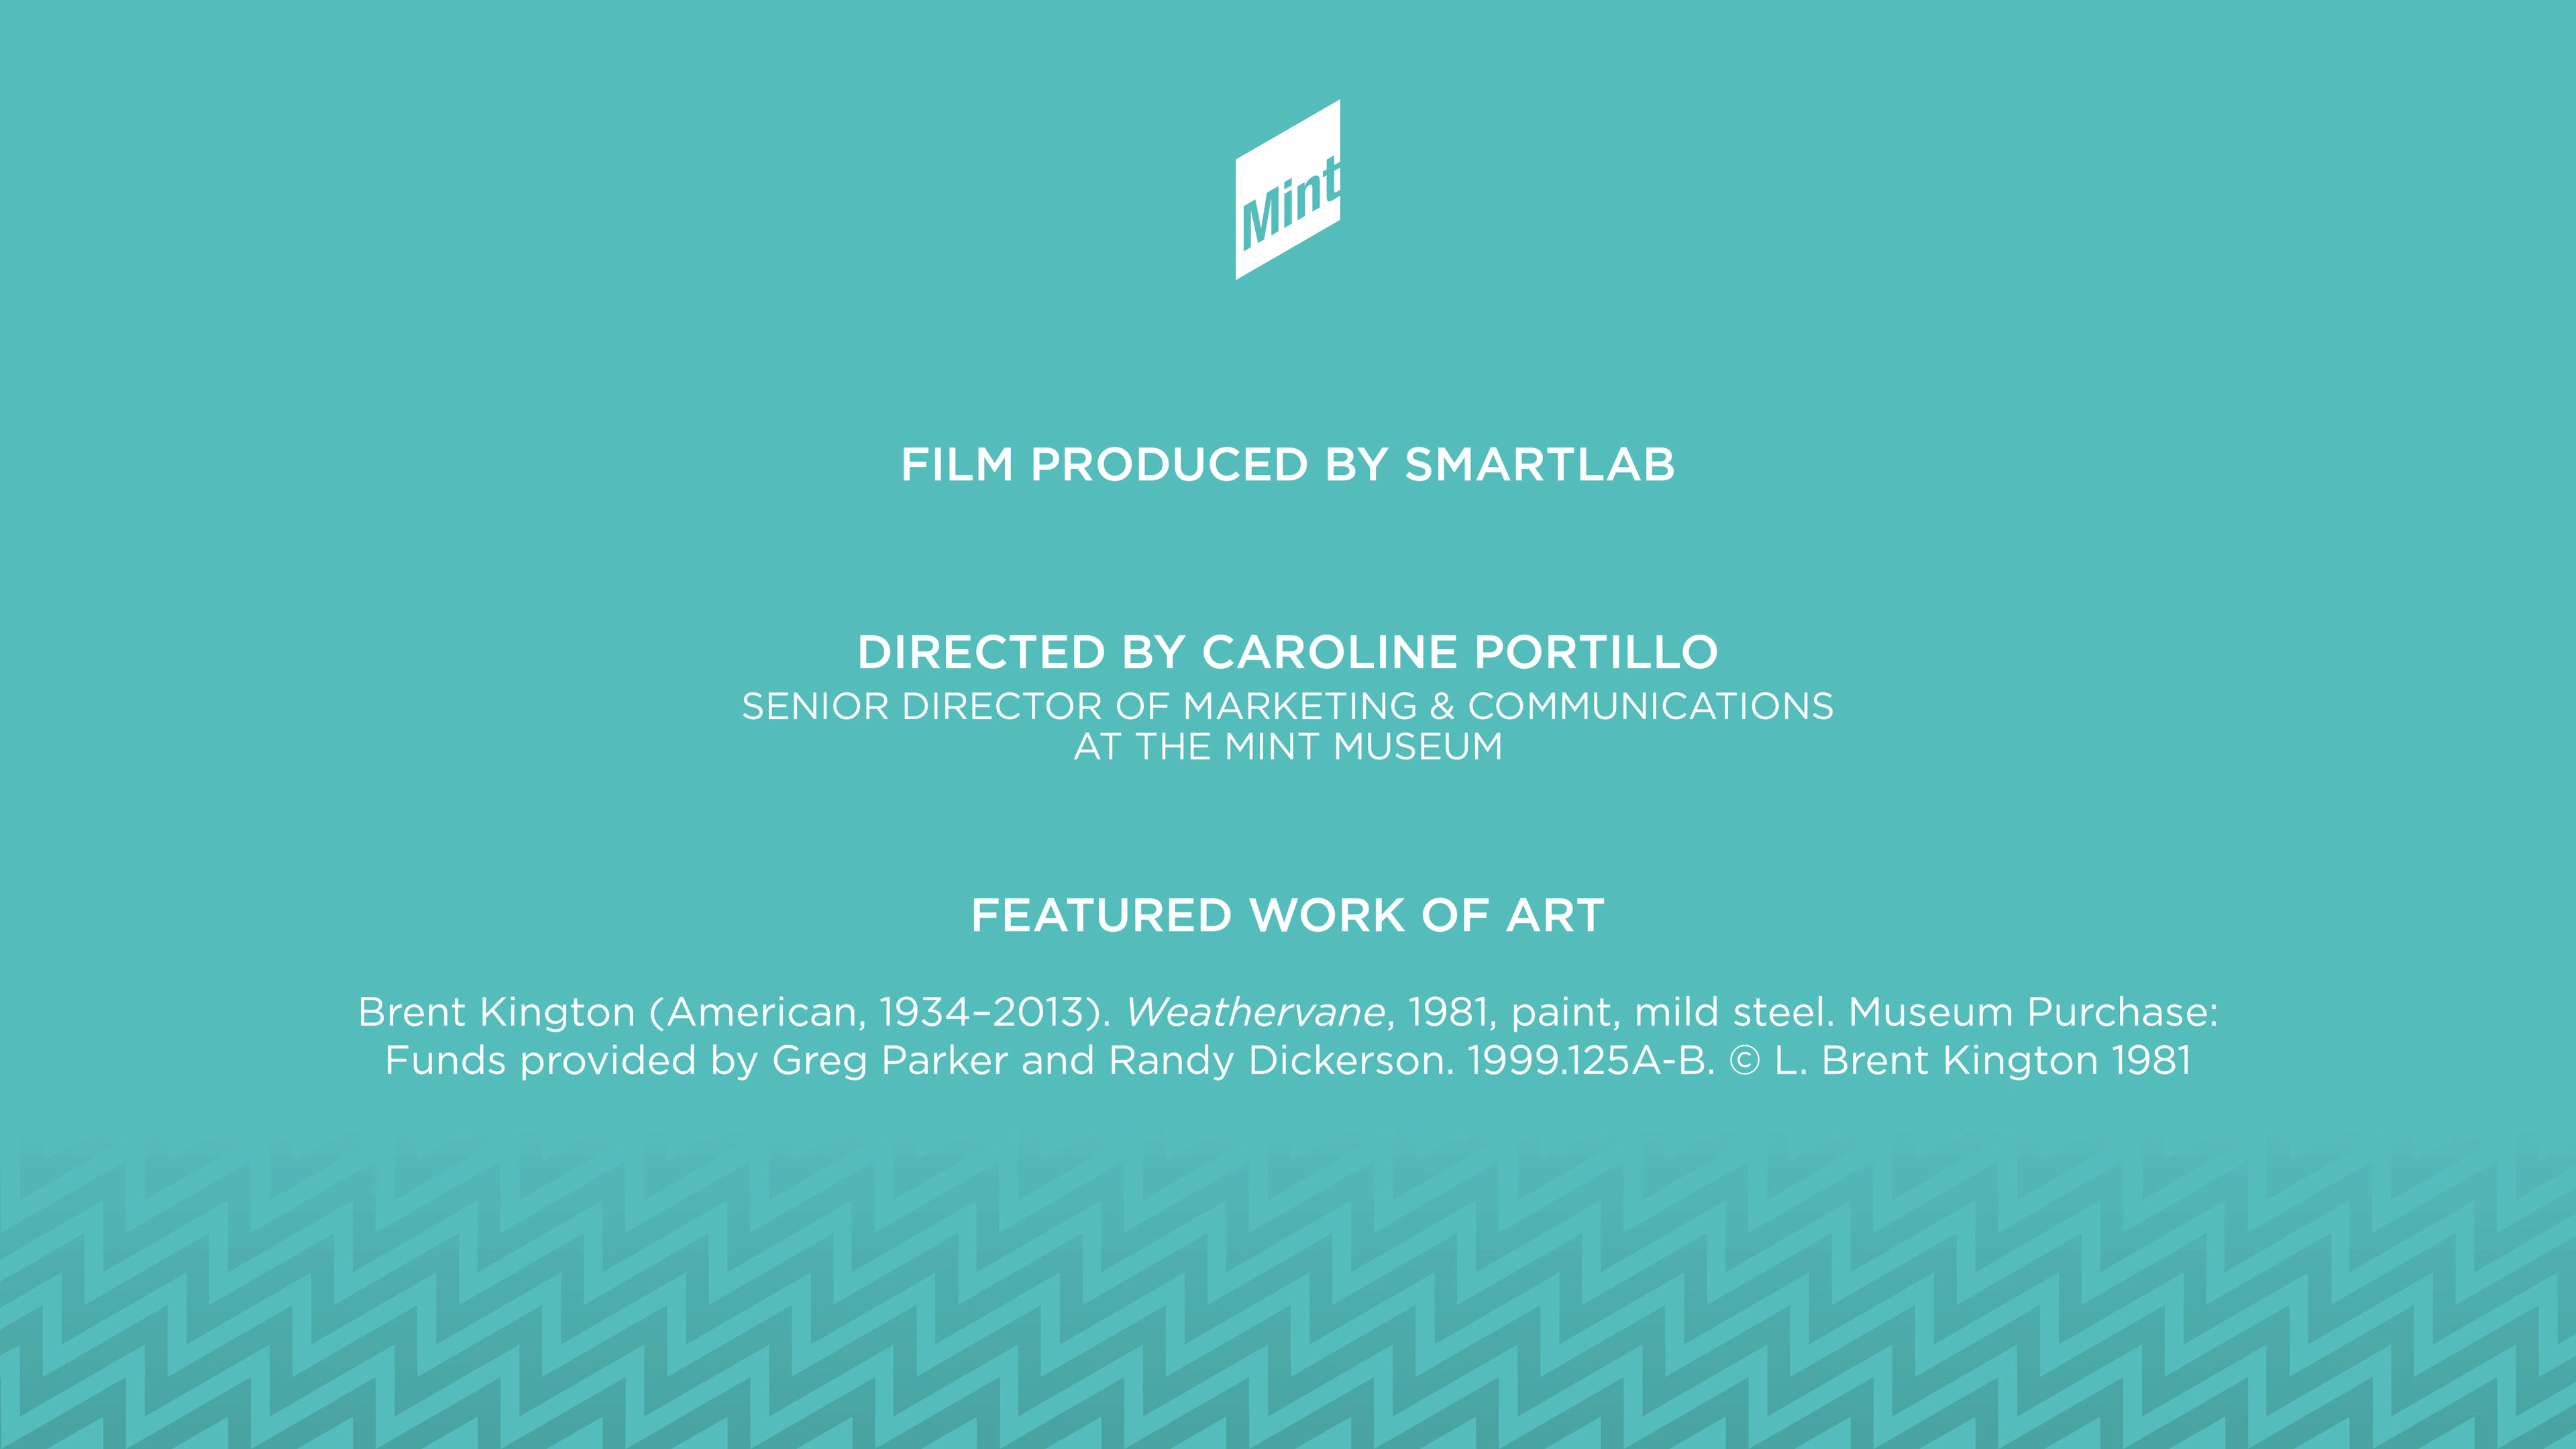 Mint
FILM PRODUCED BY SMARTLAB
DIRECTED BY CAROLINE PORTILLO
SENIOR DIRECTOR OF MARKETING & COMMUNICATIONS
AT THE MINT MUSEUM
FEATURED WORK OF ART
Brent Kington (American, 1934–2013). Weathervane, 1981, paint, mild steel. Museum Purchase:
Funds provided by Greg Parker and Randy Dickerson. 1999.125A-B. © L. Brent Kington 1981